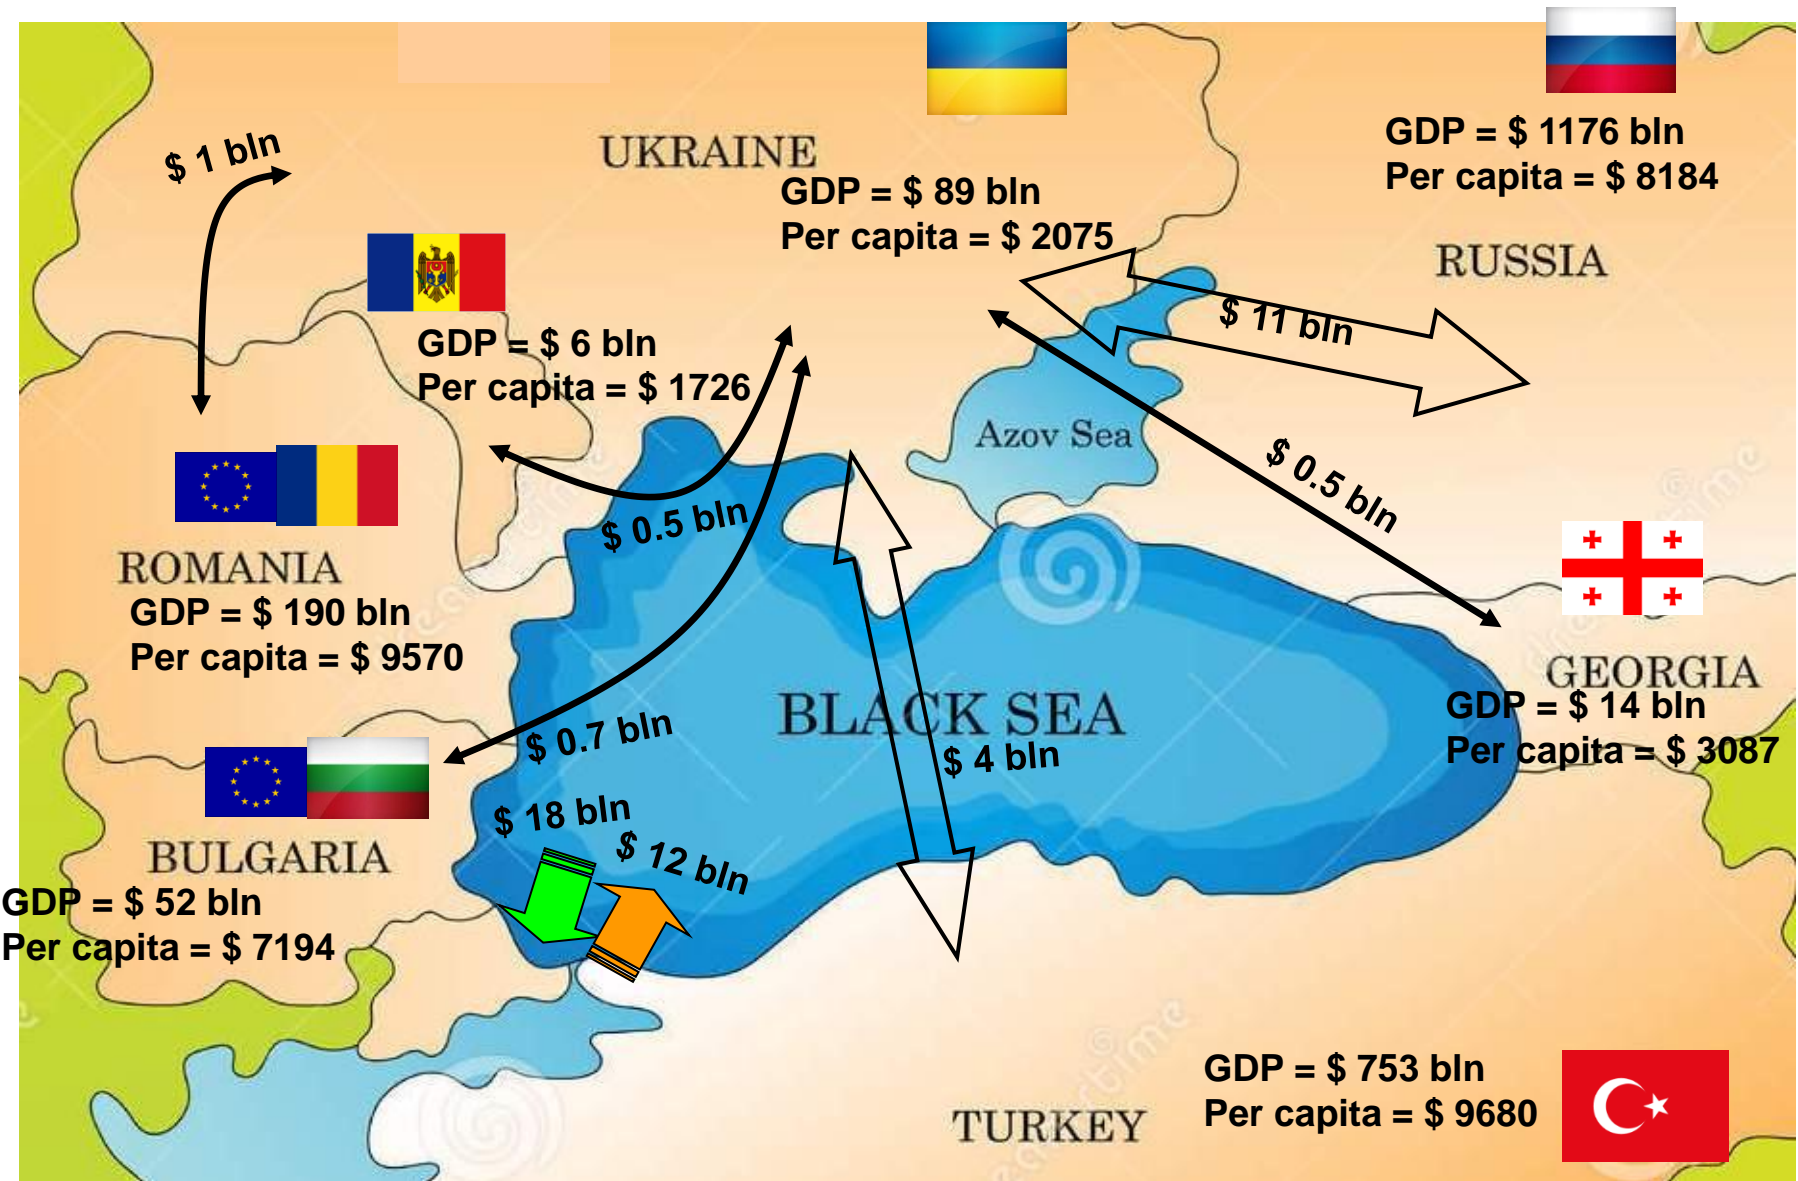 $ 1 bln
UKRAINE
GDP = $ 89 bln
Per capita = $ 2075
GDP = $ 1176 bln
Per capita = $ 8184
RUSSIA
$ 11 bln
GDP = $ 6 bln
Per capita = $ 1726
Azov Sea
$ 0.5 bln
$ 0.5 bln
ROMANIA
GDP = $ 190 bln
Per capita = $ 9570
GEORGIA
GDP = $ 14 bln
Per capita = $ 3087
BLACK SEA
$ 0.7 bln
$ 4 bln
$ 18 bln
$ 12 bln
BULGARIA
GDP = $ 52 bln
Per capita = $ 7194
GDP = $ 753 bln
Per capita = $ 9680
TURKEY